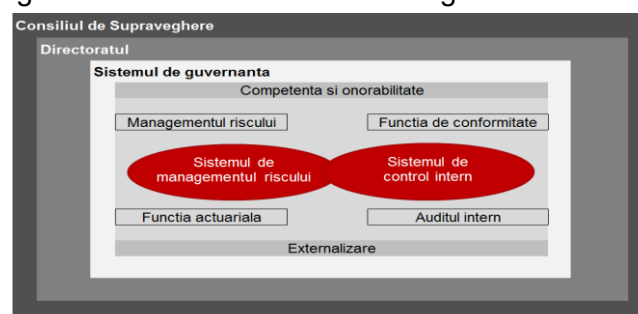 Consiliul de Supraveghere
Directoratul
Sistemul de guvernanta
Competenta si onorabilitate
Managementul riscului
Functia de conformitate
Sistemul de
managementul riscului
Sistemul de
control intern
Functia actuariala
Auditul intern
Externalizare